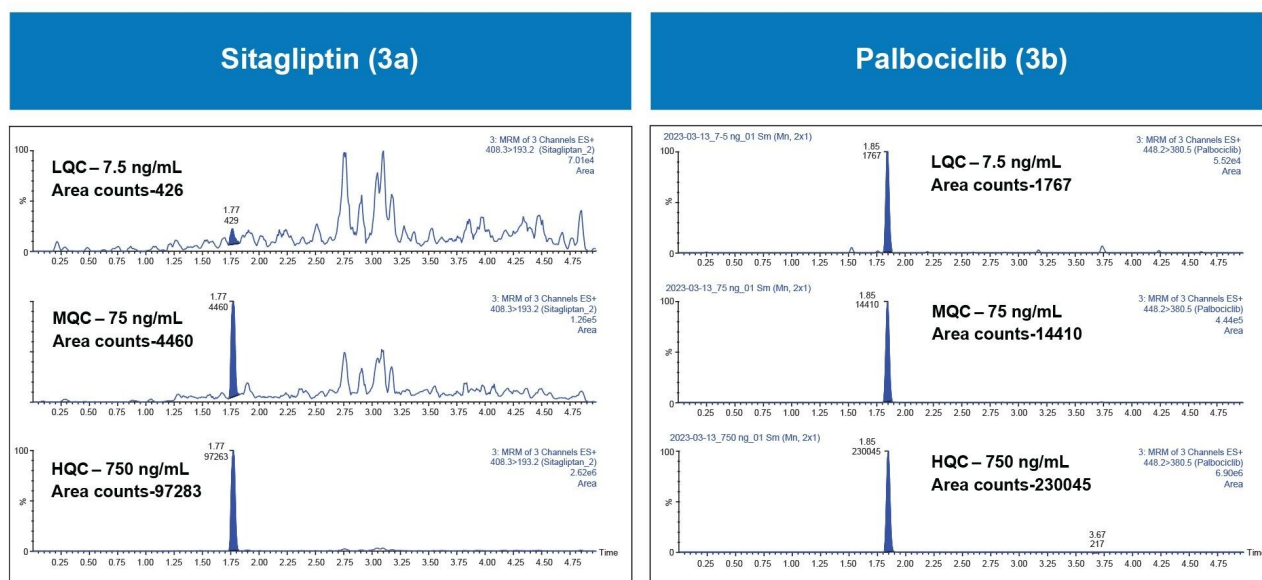 Sitagliptin (3a)
3: MRM of 3 Channels ES+
408.3>193.2 (Sitagliptin_2)
7.01e4
Area
LQC – 7.5 ng/mL
Area counts-426
1.77
429
100
%
0
0.25 0.50 0.75 1.00 1.25 1.50 1.75 2.00 2.25 2.50 2.75 3.00 3.25 3.50 3.75 4.00 4.25 4.50 4.75
3: MRM of 3 Channels ES+
408.3>193.2 (Sitagliptin_2)
1.26e5
Area
MQC – 75 ng/mL
Area counts-4460
1.77
4460
100
%
0
0.25 0.50 0.75 1.00 1.25 1.50 1.75 2.00 2.25 2.50 2.75 3.00 3.25 3.50 3.75 4.00 4.25 4.50 4.75
3: MRM of 3 Channels ES+
408.3>193.2 (Sitagliptan_2)
2.62e6
Area
HQC – 750 ng/mL
Area counts-97283
1.77
97263
100
%
0
Time
0.25 0.50 0.75 1.00 1.25 1.50 1.75 2.00 2.25 2.50 2.75 3.00 3.25 3.50 3.75 4.00 4.25 4.50 4.75
Palbociclib (3b)
2023-03-13_7-5 ng_01 Sm (Mn, 2x1)
3: MRM of 3 Channels ES+
448.2>380.5 (Palbociclib)
5.52e4
Area
1.85
1767
LQC – 7.5 ng/mL
Area counts-1767
100
%
0
0.25 0.50 0.75 1.00 1.25 1.50 1.75 2.00 2.25 2.50 2.75 3.00 3.25 3.50 3.75 4.00 4.25 4.50 4.75
2023-03-13_75 ng_01 Sm (Mn, 2x1)
3: MRM of 3 Channels ES+
448.2>380.5 (Palbociclib)
4.44e5
Area
1.85
14410
MQC – 75 ng/mL
Area counts-14410
100
%
0
0.25 0.50 0.75 1.00 1.25 1.50 1.75 2.00 2.25 2.50 2.75 3.00 3.25 3.50 3.75 4.00 4.25 4.50 4.75
2023-03-13_750 ng_01 Sm (Mn, 2x1)
3: MRM of 3 Channels ES+
448.2>380.5 (Palbociclib)
6.90e6
Area
1.85
230045
HQC – 750 ng/mL
Area counts-230045
3.67
217
100
%
0
Time
0.25 0.50 0.75 1.00 1.25 1.50 1.75 2.00 2.25 2.50 2.75 3.00 3.25 3.50 3.75 4.00 4.25 4.50 4.75